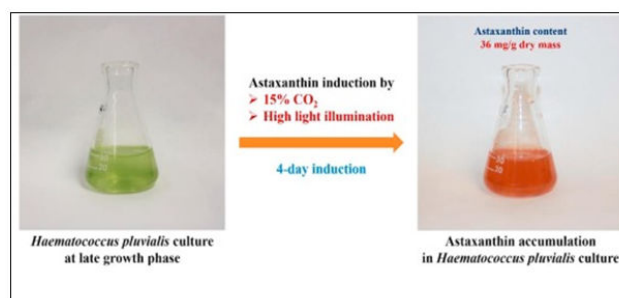 Astaxanthin content
36 mg/g dry mass
Astaxanthin induction by
➢ 15% CO₂
➢ High light illumination
4-day induction
Haematococcus pluvialis culture
at late growth phase
Astaxanthin accumulation
in Haematococcus pluvialis culture